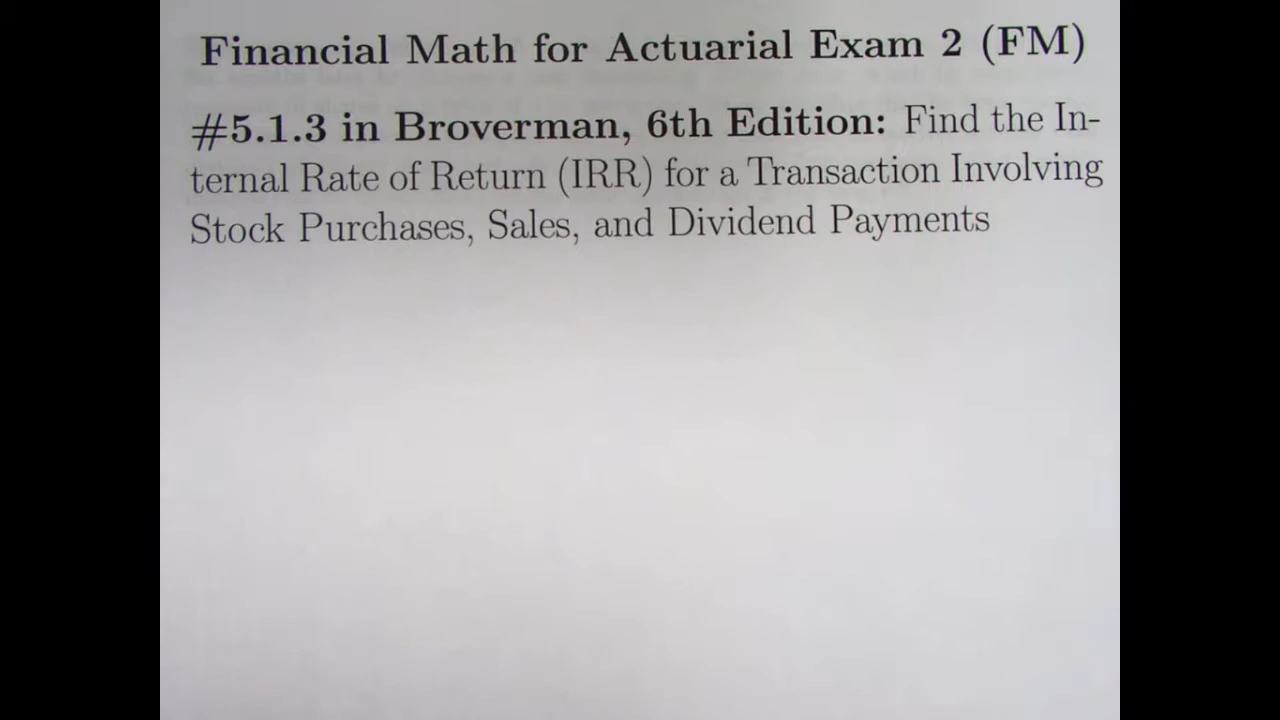 Financial Math for Actuarial Exam 2 (FM)
#5.1.3 in Broverman, 6th Edition: Find the In-
ternal Rate of Return (IRR) for a Transaction Involving
Stock Purchases, Sales, and Dividend Payments